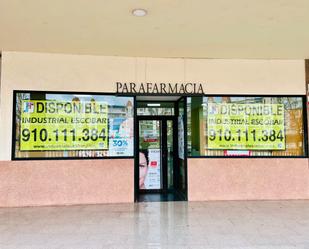 PARAFARMACIA
DISPONIBLE
INDUSTRIAL ESCOBAR
910.111.384
30%
DISPONIBLE
INDUSTRIAL ESCOBAR
910.111.384